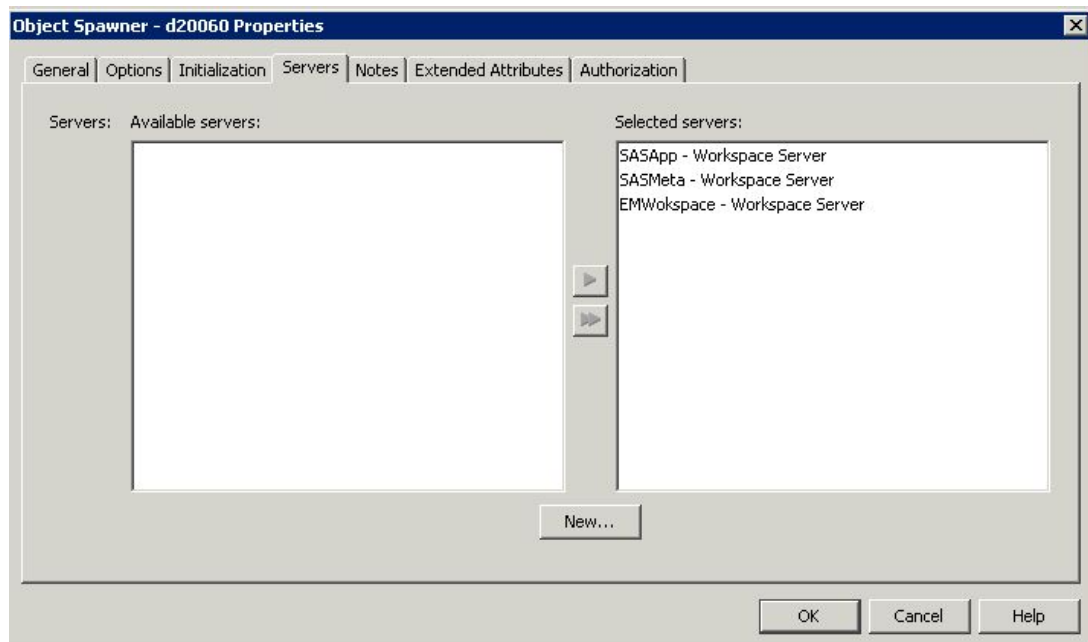 Object Spawner - d20060 Properties
General Options Initialization Servers Notes Extended Attributes Authorization
Servers: Available servers: Selected servers:
SASApp - Workspace Server
SASMeta - Workspace Server
EMWokspace - Workspace Server
New...
OK Cancel Help